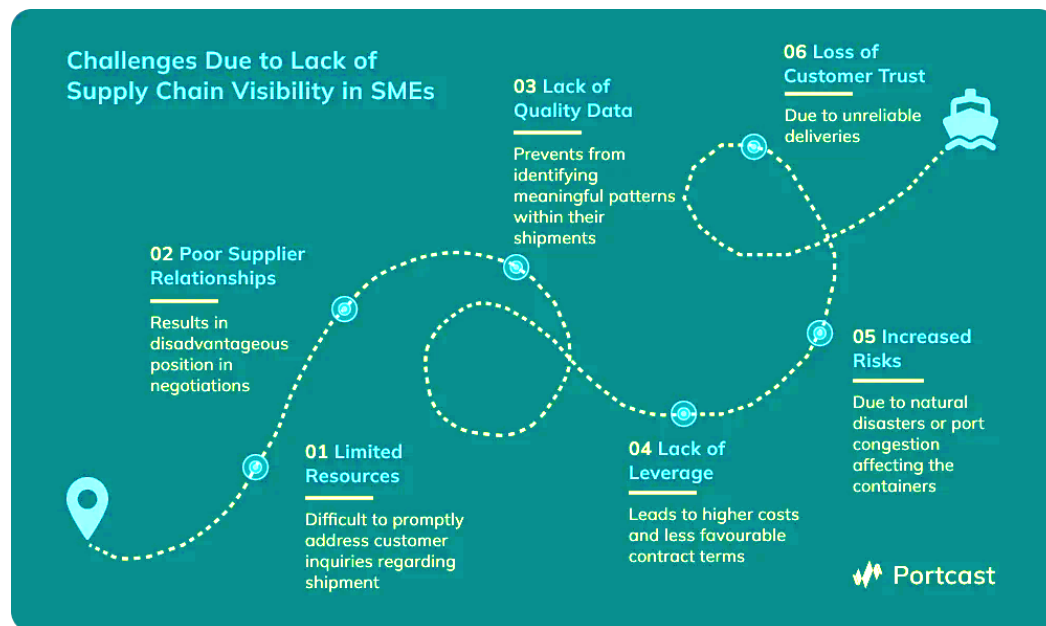 Challenges Due to Lack of
Supply Chain Visibility in SMEs
01 Limited
Resources
Difficult to promptly
address customer
inquiries regarding
shipment
02 Poor Supplier
Relationships
Results in
disadvantageous
position in
negotiations
03 Lack of
Quality Data
Prevents from
identifying
meaningful patterns
within their
shipments
04 Lack of
Leverage
Leads to higher costs
and less favourable
contract terms
05 Increased
Risks
Due to natural
disasters or port
congestion
affecting the
containers
06 Loss of
Customer Trust
Due to unreliable
deliveries
Portcast